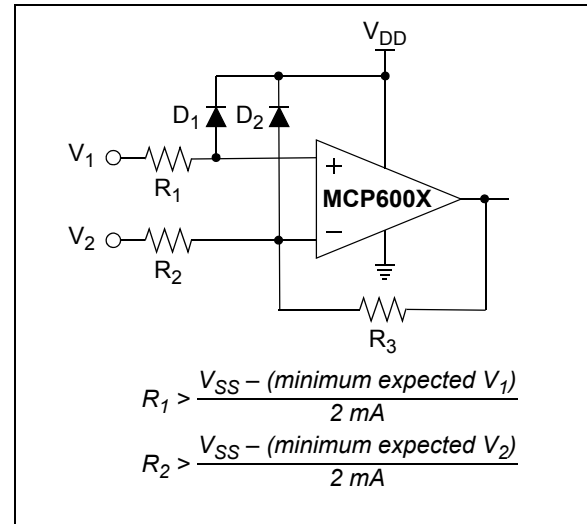 V_DD
D_1 D_2
V_1
R_1
+
MCP600X
V_2
–
R_2
R_3
R_1 > V_SS – (minimum expected V_1)
2 mA
R_2 > V_SS – (minimum expected V_2)
2 mA